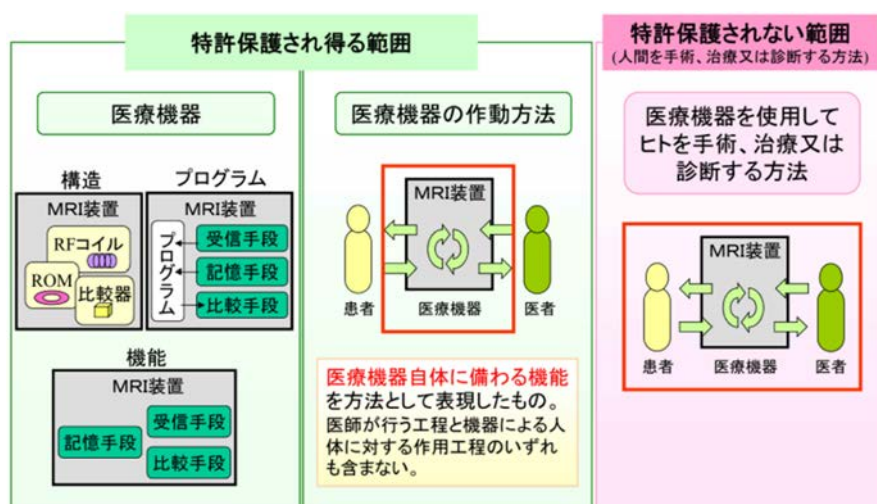 特許保護され得る範囲
医療機器
構造
MRI装置
RFコイル
ROM
比較器
プログラム
MRI装置
プログラム
受信手段
記憶手段
比較手段
機能
MRI装置
記憶手段
受信手段
比較手段
医療機器の作動方法
MRI装置
患者
医療機器
医者
医療機器自体に備わる機能
を方法として表現したもの。
医師が行う工程と機器による人
体に対する作用工程のいずれ
も含まない。
特許保護されない範囲
(人間を手術、治療又は診断する方法)
医療機器を使用して
ヒトを手術、治療又は
診断する方法
MRI装置
患者
医療機器
医者